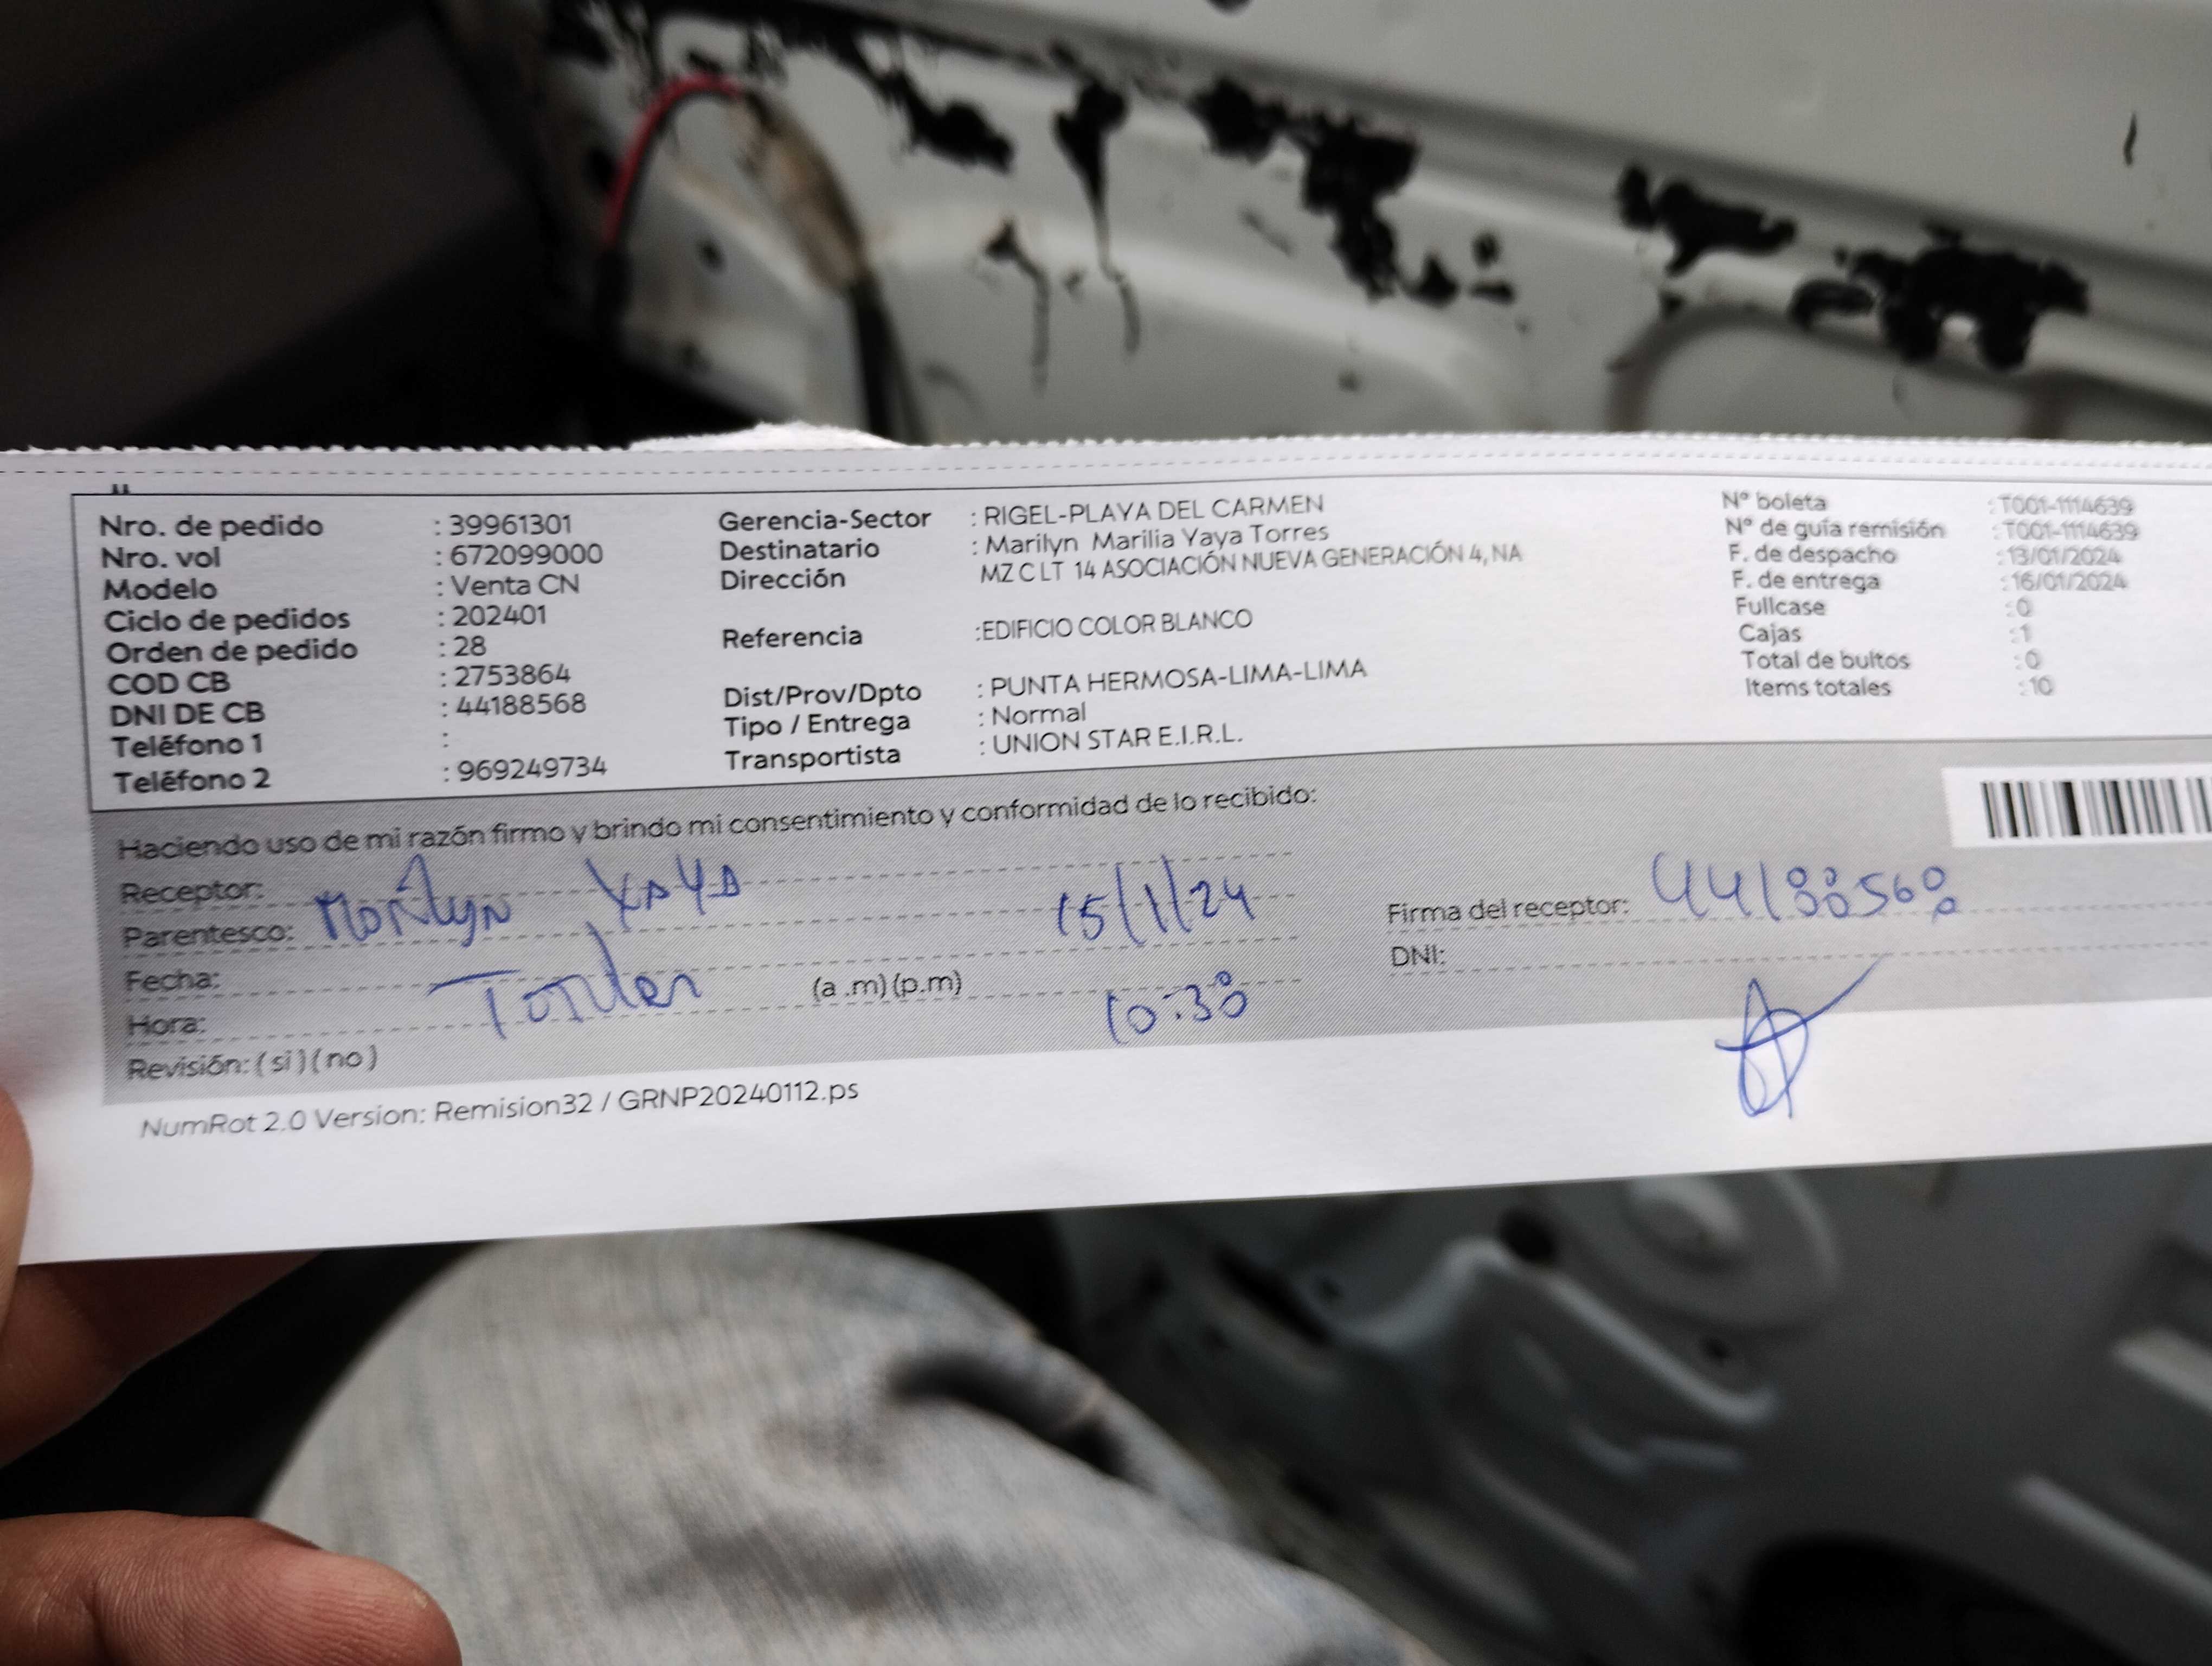 Nro. de pedido : 39961301
Nro. vol : 672099000
Modelo : Venta CN
Ciclo de pedidos : 202401
Orden de pedido : 28
COD CB : 2753864
DNI DE CB : 44188568
Teléfono 1 :
Teléfono 2 : 969249734
Gerencia-Sector : RIGEL-PLAYA DEL CARMEN
Destinatario : Marilyn Marilia Yaya Torres
Dirección MZ C LT 14 ASOCIACIÓN NUEVA GENERACIÓN 4, NA
Referencia :EDIFICIO COLOR BLANCO
Dist/Prov/Dpto : PUNTA HERMOSA-LIMA-LIMA
Tipo / Entrega : Normal
Transportista : UNION STAR E.I.R.L.
N° boleta : T001-1114639
N° de guía remisión : T001-1114639
F. de despacho : 13/01/2024
F. de entrega : 16/01/2024
Fullcase : 0
Cajas : 1
Total de bultos : 0
Items totales : 10
Haciendo uso de mi razón firmo y brindo mi consentimiento y conformidad de lo recibido:
Receptor: Marilyn Yaya
Parentesco: 15/1/24
Fecha: Titular
Hora: (a .m) (p.m) 10:30
Revisión: ( si ) ( no )
Firma del receptor: 44188568
DNI:
NumRot 2.0 Version: Remision32 / GRNP20240112.ps